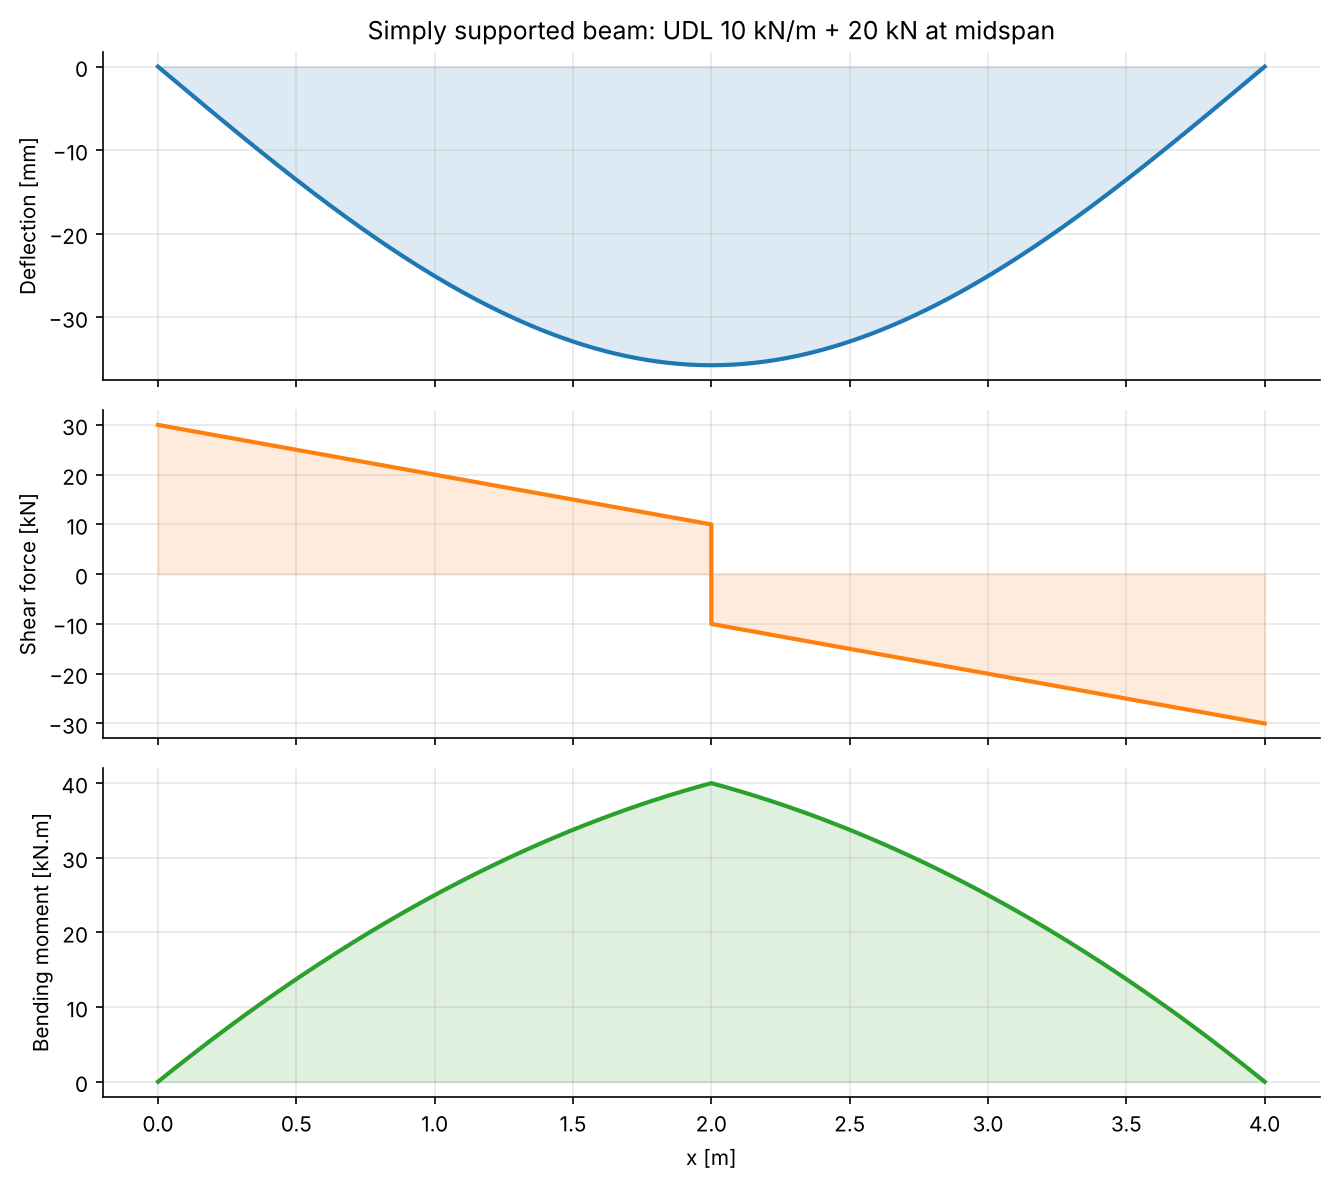 Simply supported beam: UDL 10 kN/m + 20 kN at midspan
Deflection [mm]
0
−10
−20
−30
Shear force [kN]
30
20
10
0
−10
−20
−30
Bending moment [kN.m]
40
30
20
10
0
0.0 0.5 1.0 1.5 2.0 2.5 3.0 3.5 4.0
x [m]